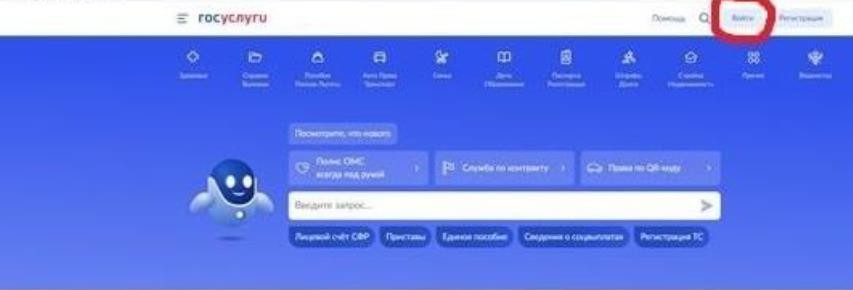 госуслуги
Помощь
Войти
Регистрация
Здоровье
Справки Выписки
Пособия Пенсия Льготы
Авто Права Транспорт
Семья
Дети Образование
Паспорта Регистрация
Штрафы Долги
Стройка Недвижимость
Прочее
Ведомства
Посмотрите, что нового
Полис ОМС
всегда под рукой
Служба по контракту
Права по QR-коду
Введите запрос...
Лицевой счёт СФР
Приставы
Единое пособие
Сведения о соцвыплатах
Регистрация ТС